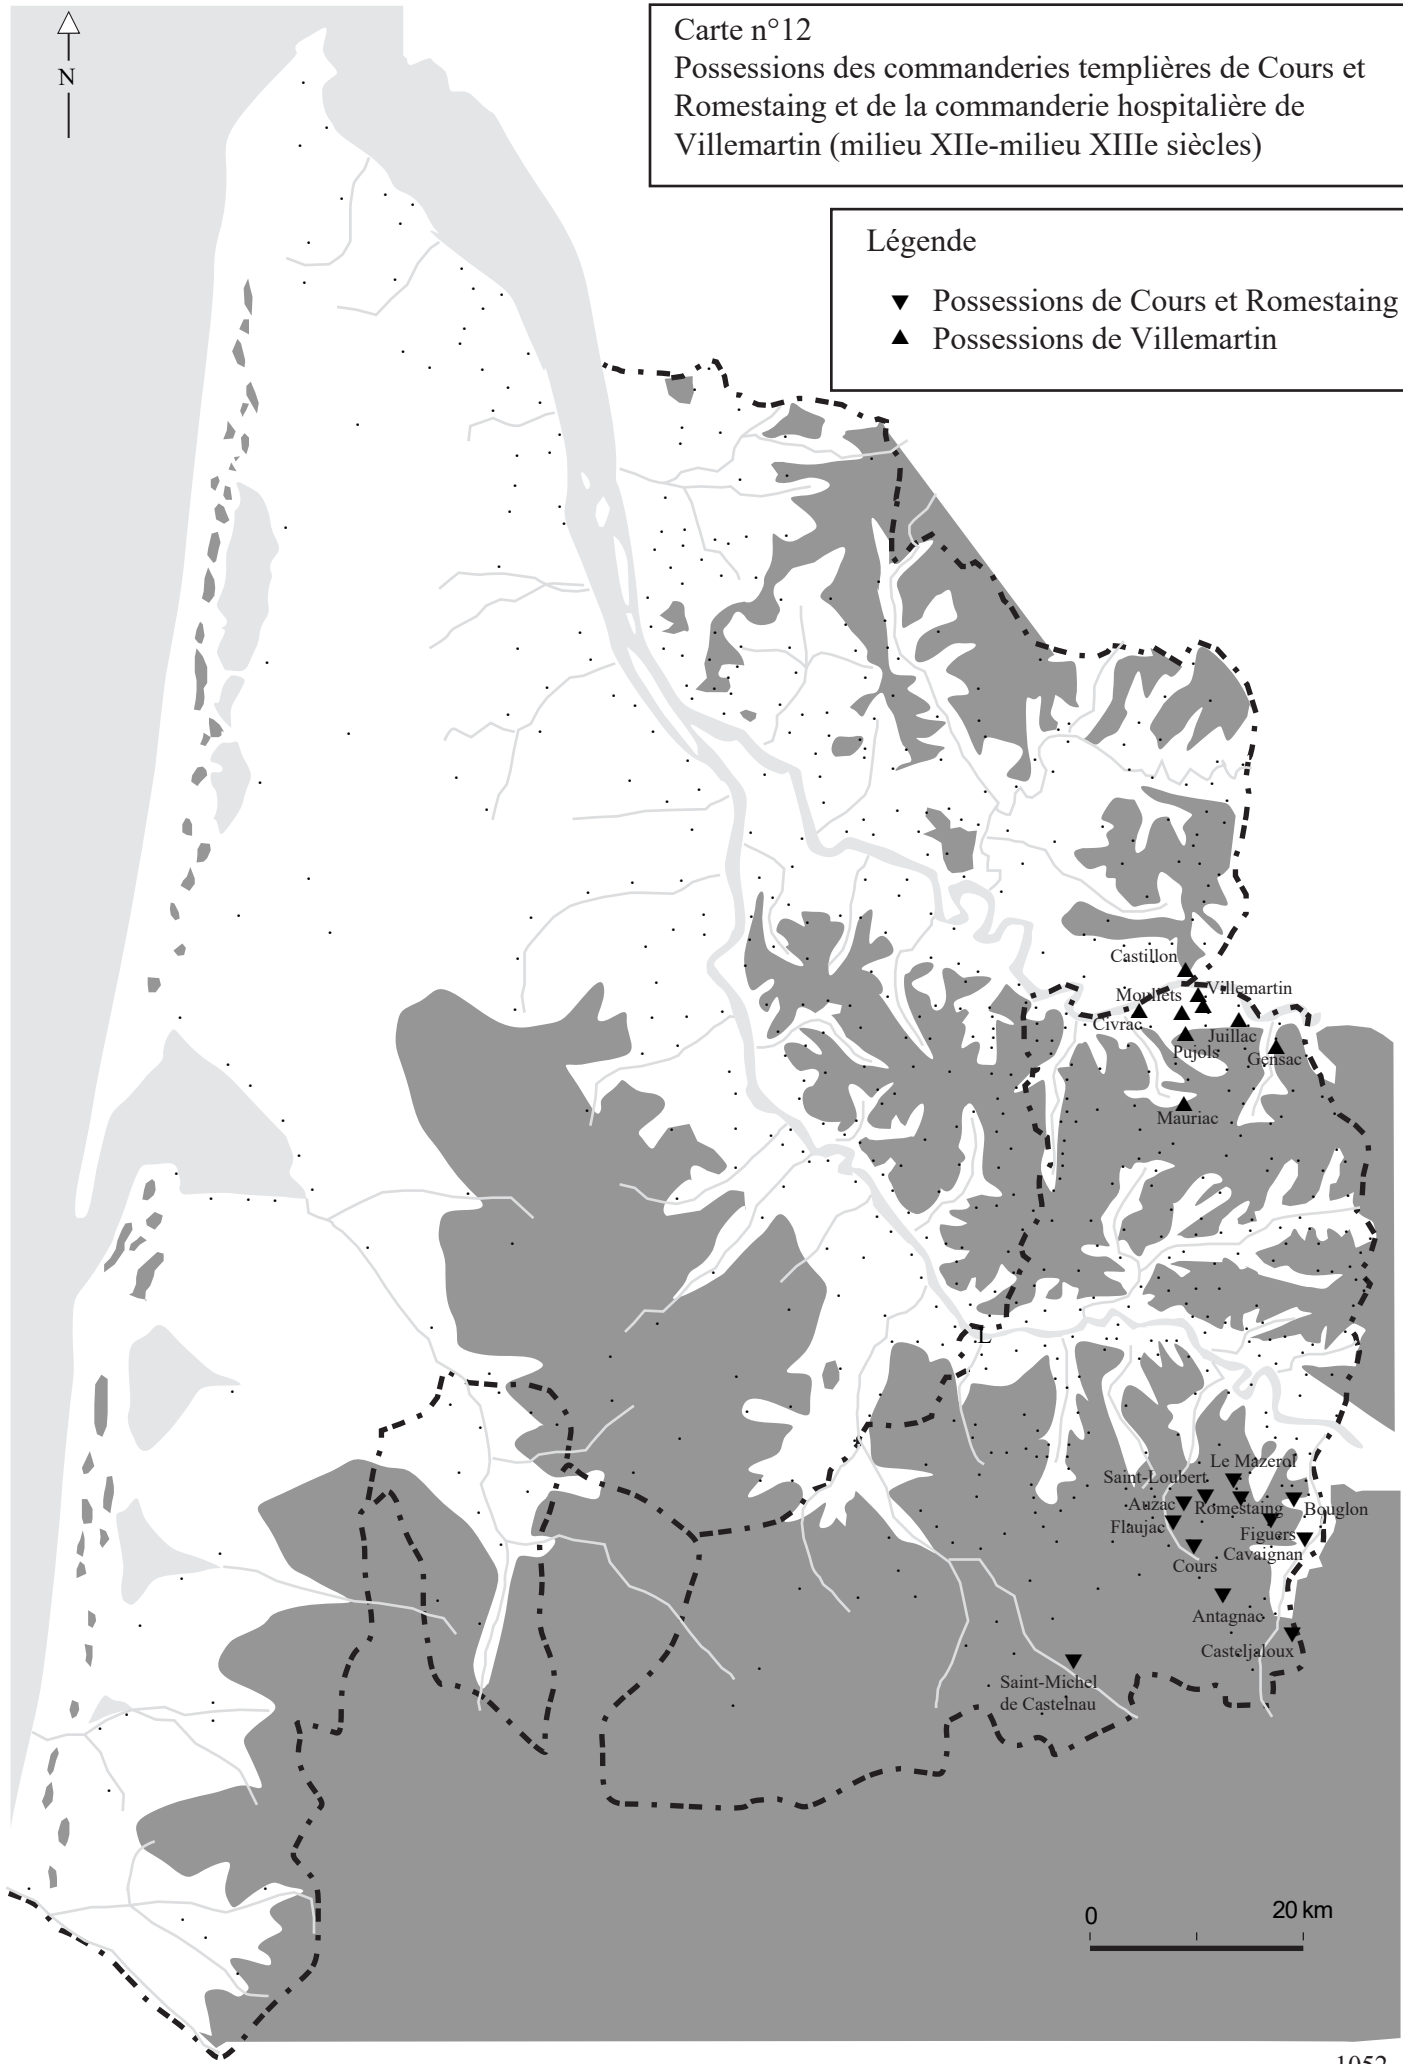 Carte n°12
Possessions des commanderies templières de Cours et
Romestaing et de la commanderie hospitalière de
Villemartin (milieu XIIe-milieu XIIIe siècles)
N
Légende
Possessions de Cours et Romestaing
Possessions de Villemartin
Castillon
Villemartin
Mouliets
Civrac
Juillac
Pujols
Gensac
Mauriac
L
Le Mazerol
Saint-Loubert
Auzac
Romestaing
Bouglon
Flaujac
Figuers
Cavaignan
Cours
Antagnac
Casteljaloux
Saint-Michel
de Castelnau
0
20 km
1052